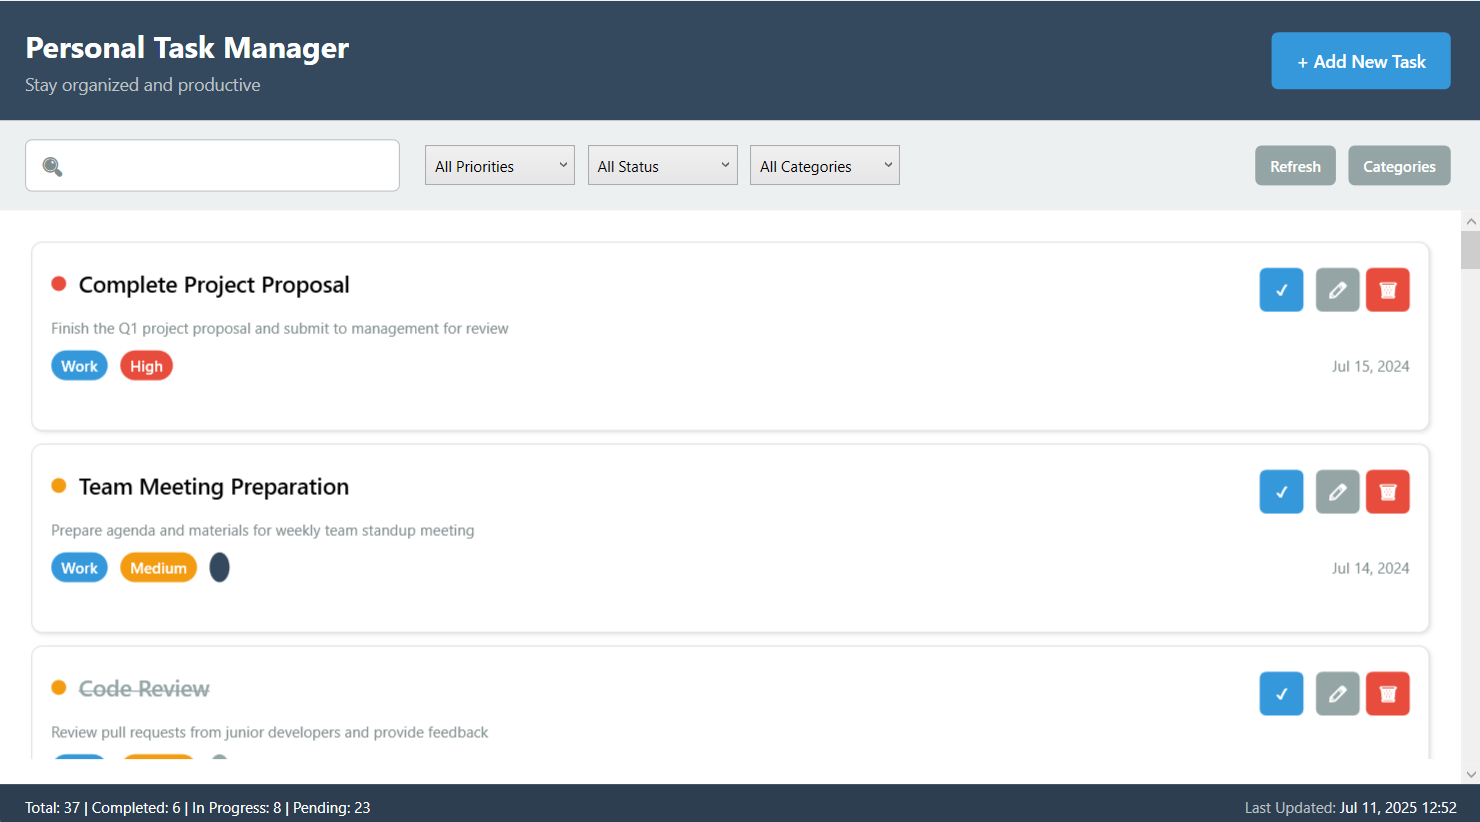 Personal Task Manager
Stay organized and productive
+ Add New Task
All Priorities
All Status
All Categories
Refresh
Categories
Complete Project Proposal
Finish the Q1 project proposal and submit to management for review
Work
High
Jul 15, 2024
Team Meeting Preparation
Prepare agenda and materials for weekly team standup meeting
Work
Medium
Jul 14, 2024
Code Review
Review pull requests from junior developers and provide feedback
Total: 37 | Completed: 6 | In Progress: 8 | Pending: 23
Last Updated: Jul 11, 2025 12:52